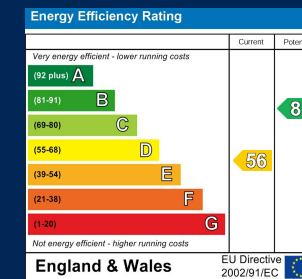 Energy Efficiency Rating
Current
Very energy efficient - lower running costs
(92 plus) A
(81-91) B
(69-80) C
(55-68) D
56
(39-54) E
(21-38) F
(1-20) G
Not energy efficient - higher running costs
England & Wales
EU Directive
2002/91/EC